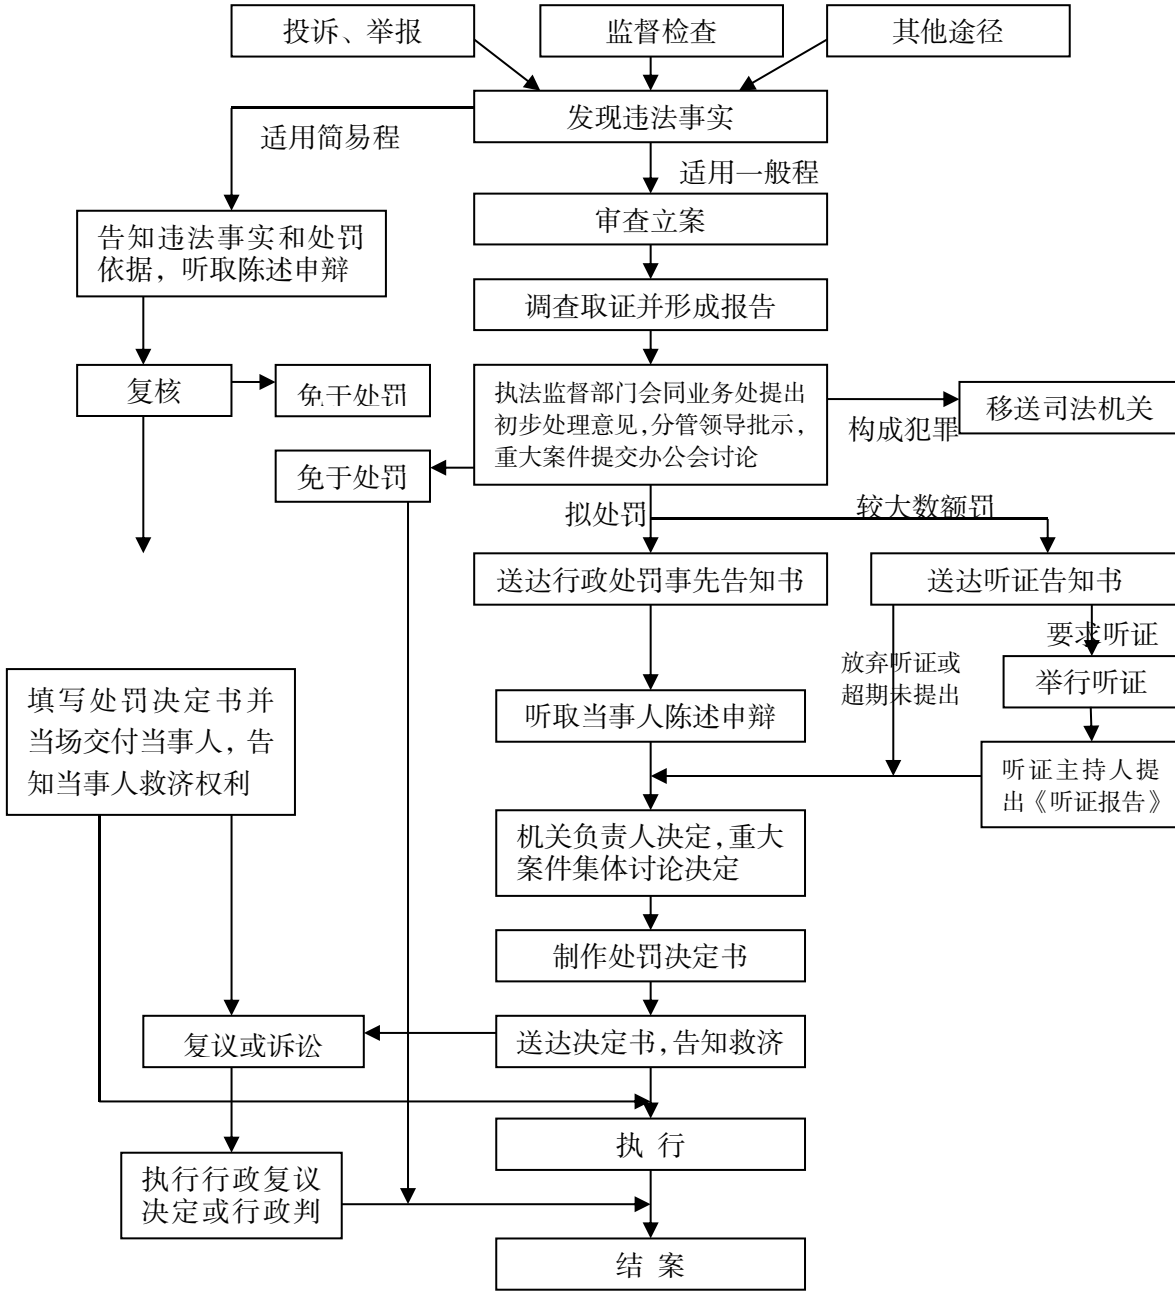 投诉、举报
监督检查
其他途径
发现违法事实
适用简易程
适用一般程
审查立案
告知违法事实和处罚
依据，听取陈述申辩
调查取证并形成报告
复核
免于处罚
执法监督部门会同业务处提出
初步处理意见，分管领导批示，
重大案件提交办公会讨论
构成犯罪
移送司法机关
免于处罚
拟处罚
较大数额罚
送达行政处罚事先告知书
送达听证告知书
要求听证
放弃听证或
超期未提出
举行听证
填写处罚决定书并
当场交付当事人，告
知当事人救济权利
听取当事人陈述申辩
听证主持人提
出《听证报告》
机关负责人决定，重大
案件集体讨论决定
制作处罚决定书
复议或诉讼
送达决定书，告知救济
执 行
执行行政复议
决定或行政判
结 案